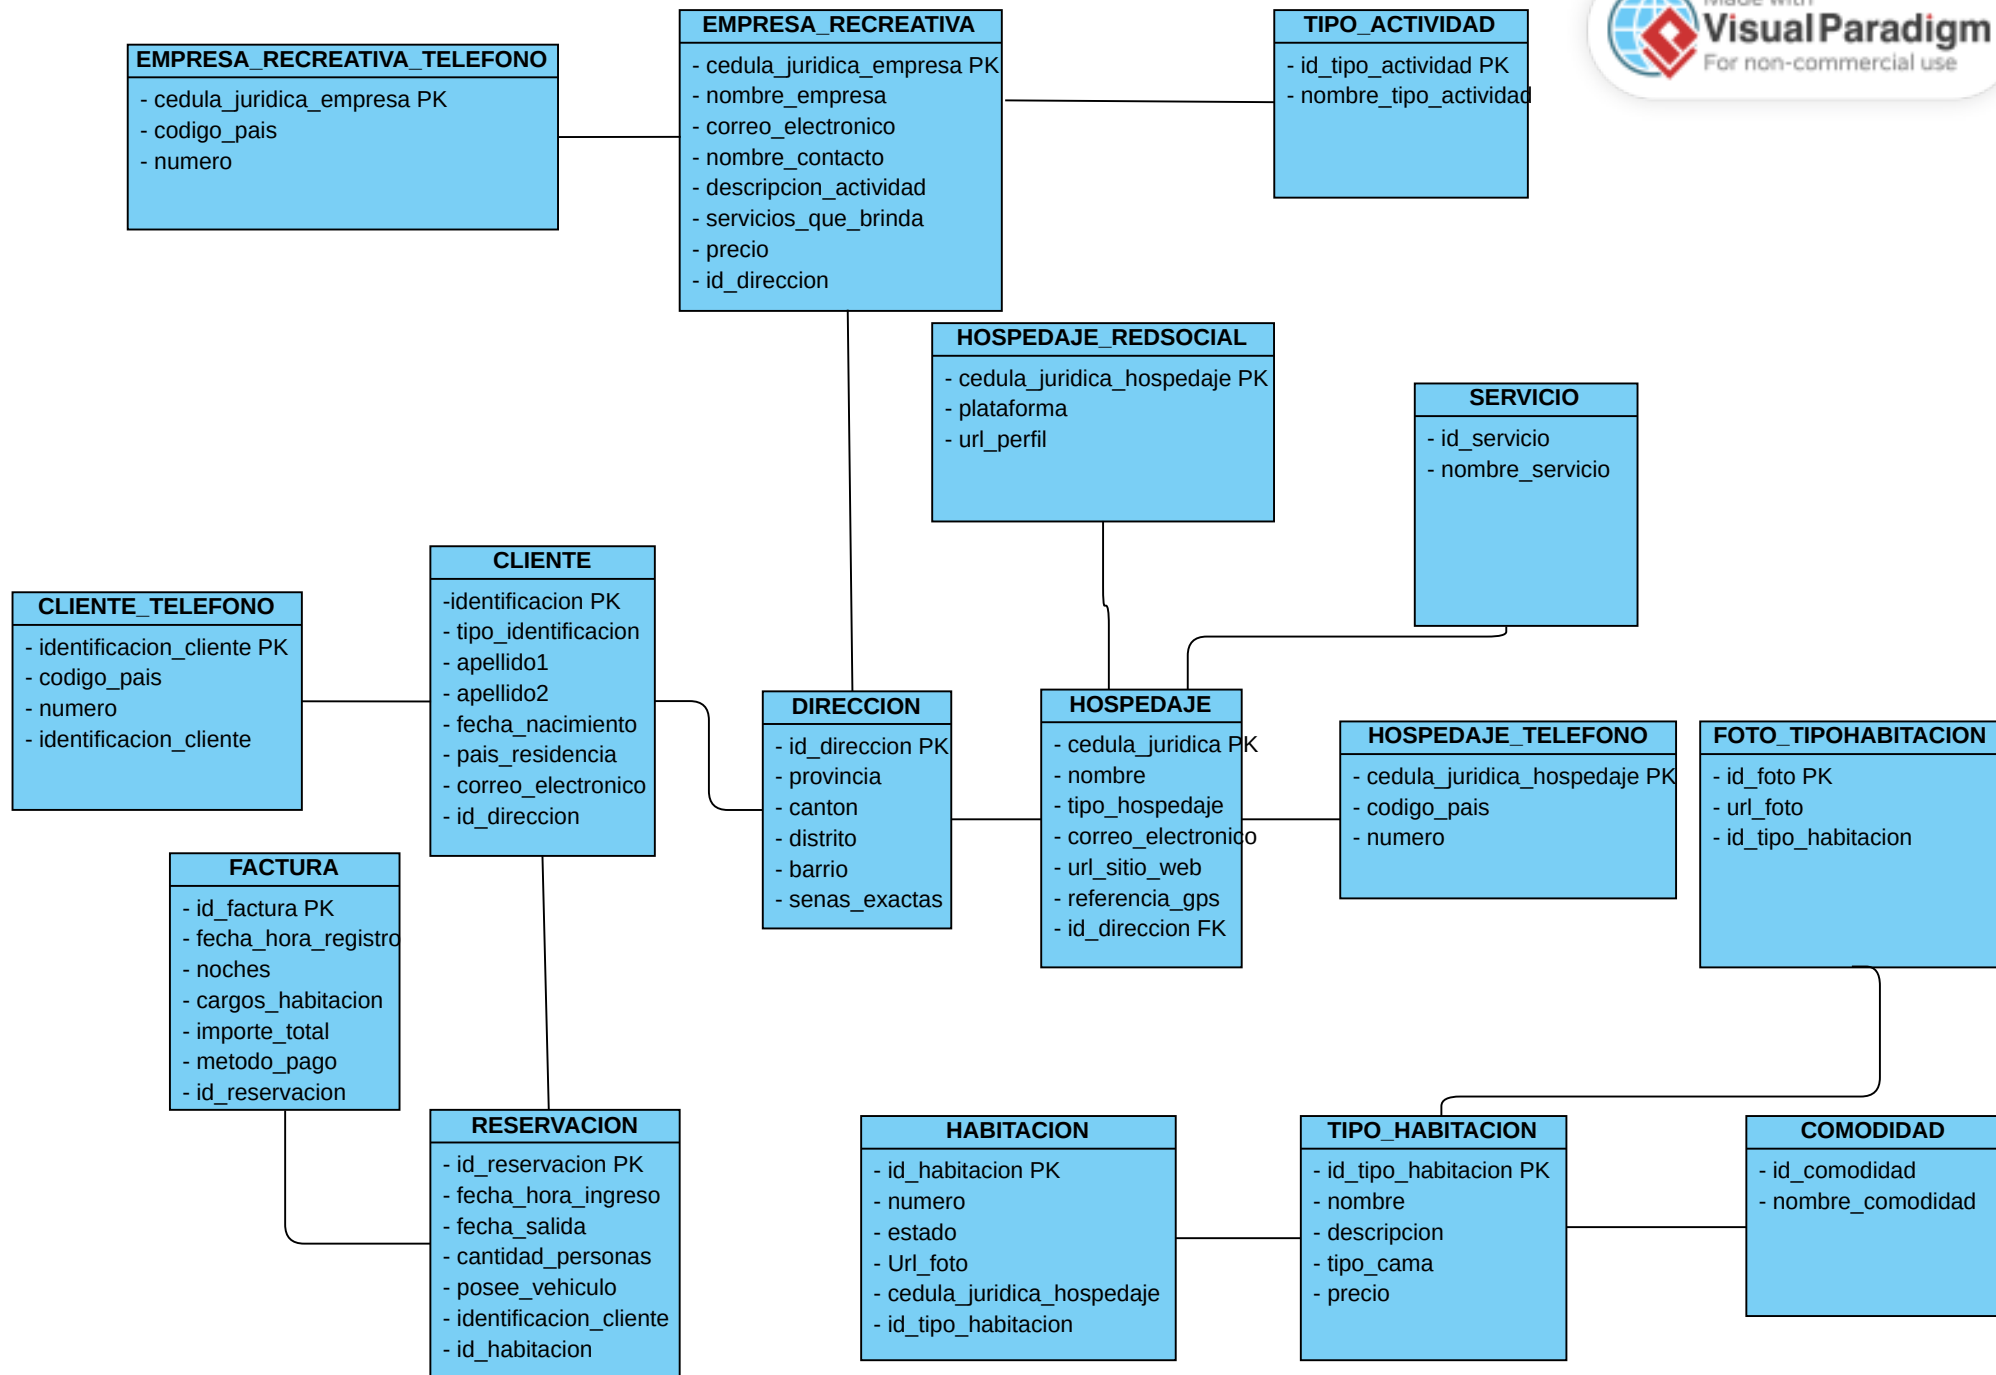 Made with
Visual Paradigm
For non-commercial use
EMPRESA_RECREATIVA_TELEFONO
- cedula_juridica_empresa PK
- codigo_pais
- numero
EMPRESA_RECREATIVA
- cedula_juridica_empresa PK
- nombre_empresa
- correo_electronico
- nombre_contacto
- descripcion_actividad
- servicios_que_brinda
- precio
- id_direccion
TIPO_ACTIVIDAD
- id_tipo_actividad PK
- nombre_tipo_actividad
HOSPEDAJE_REDSOCIAL
- cedula_juridica_hospedaje PK
- plataforma
- url_perfil
SERVICIO
- id_servicio
- nombre_servicio
CLIENTE_TELEFONO
- identificacion_cliente PK
- codigo_pais
- numero
- identificacion_cliente
CLIENTE
-identificacion PK
- tipo_identificacion
- apellido1
- apellido2
- fecha_nacimiento
- pais_residencia
- correo_electronico
- id_direccion
DIRECCION
- id_direccion PK
- provincia
- canton
- distrito
- barrio
- senas_exactas
HOSPEDAJE
- cedula_juridica PK
- nombre
- tipo_hospedaje
- correo_electronico
- url_sitio_web
- referencia_gps
- id_direccion FK
HOSPEDAJE_TELEFONO
- cedula_juridica_hospedaje PK
- codigo_pais
- numero
FOTO_TIPOHABITACION
- id_foto PK
- url_foto
- id_tipo_habitacion
FACTURA
- id_factura PK
- fecha_hora_registro
- noches
- cargos_habitacion
- importe_total
- metodo_pago
- id_reservacion
RESERVACION
- id_reservacion PK
- fecha_hora_ingreso
- fecha_salida
- cantidad_personas
- posee_vehiculo
- identificacion_cliente
- id_habitacion
HABITACION
- id_habitacion PK
- numero
- estado
- Url_foto
- cedula_juridica_hospedaje
- id_tipo_habitacion
TIPO_HABITACION
- id_tipo_habitacion PK
- nombre
- descripcion
- tipo_cama
- precio
COMODIDAD
- id_comodidad
- nombre_comodidad